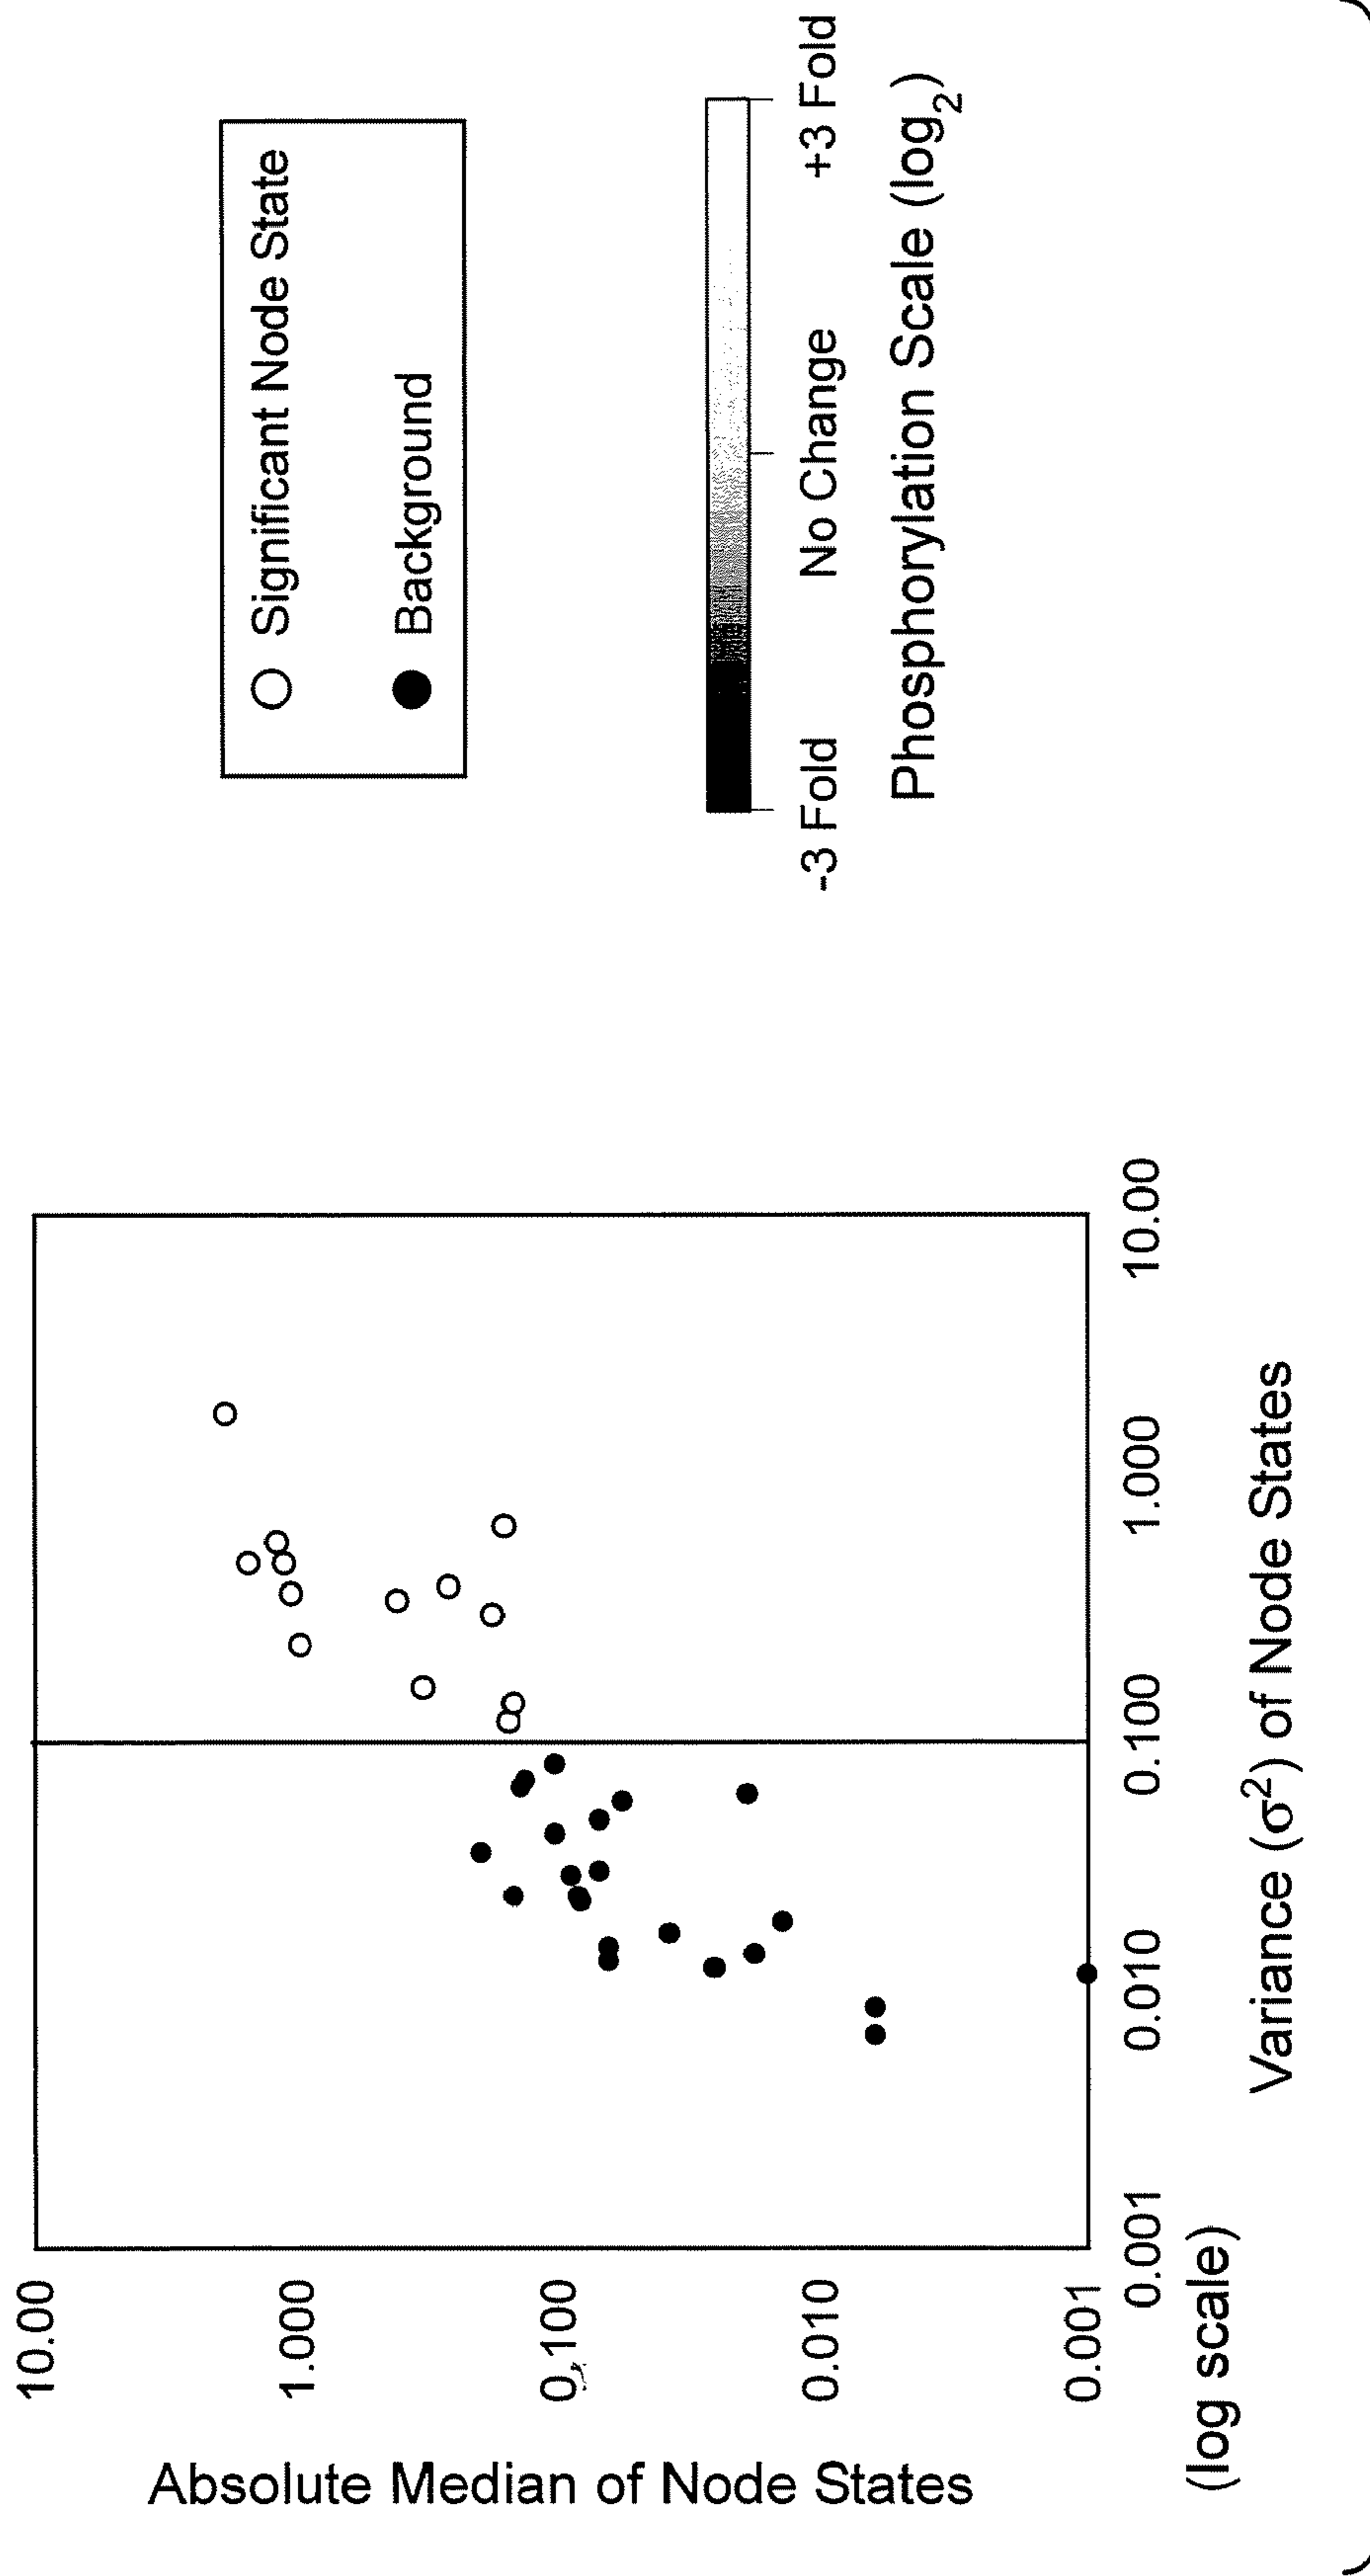 Absolute Median of Node States
10.00
1.000
0.100
0.010
0.001
(log scale)
0.001
0.010
0.100
1.000
10.00
Variance (σ²) of Node States
Significant Node State
Background
-3 Fold
No Change
+3 Fold
Phosphorylation Scale (log₂)